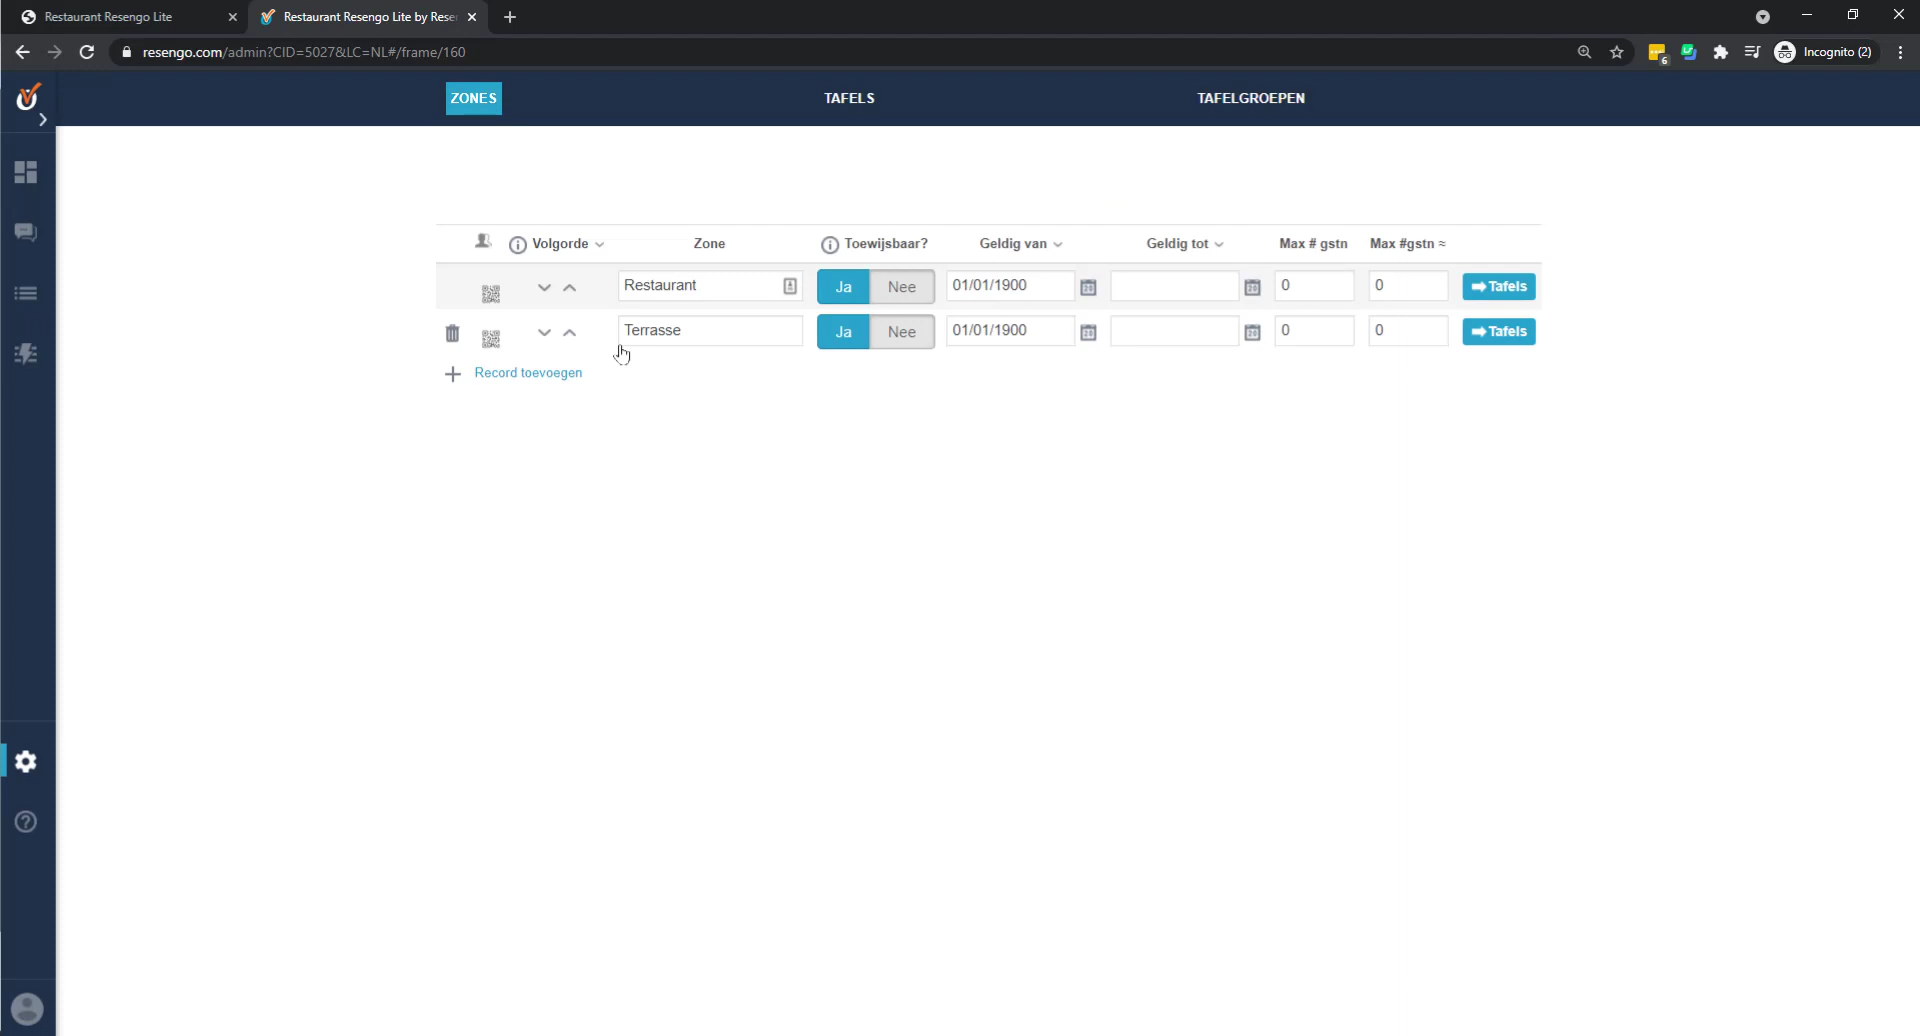 Restaurant Resengo Lite
Restaurant Resengo Lite by Rese
resengo.com/admin?CID=5027&LC=NL#/frame/160
6
Incognito (2)
ZONES
TAFELS
TAFELGROEPEN
Volgorde
Zone
Toewijsbaar?
Geldig van
Geldig tot
Max # gstn
Max #gstn ≈
Restaurant
Ja
Nee
01/01/1900
0
0
Tafels
Terrasse
Ja
Nee
01/01/1900
0
0
Tafels
Record toevoegen